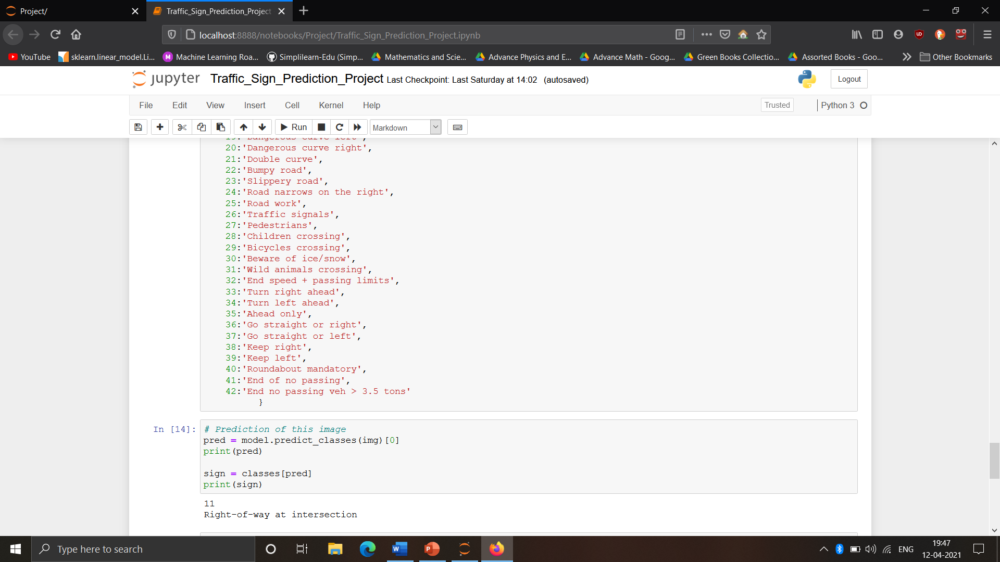 Project/
Traffic_Sign_Prediction_Project
localhost:8888/notebooks/Project/Traffic_Sign_Prediction_Project.ipynb
YouTube sklearn.linear_model.Li... Machine Learning Roa... Simplilearn-Edu (Simp... Mathematics and Scie... Advance Physics and E... Advance Math - Goog... Green Books Collectio... Assorted Books - Goo... Other Bookmarks
jupyter Traffic_Sign_Prediction_Project Last Checkpoint: Last Saturday at 14:02 (autosaved) Logout
File Edit View Insert Cell Kernel Help Trusted Python 3
Run Markdown
19:'Dangerous curve left',
20:'Dangerous curve right',
21:'Double curve',
22:'Bumpy road',
23:'Slippery road',
24:'Road narrows on the right',
25:'Road work',
26:'Traffic signals',
27:'Pedestrians',
28:'Children crossing',
29:'Bicycles crossing',
30:'Beware of ice/snow',
31:'Wild animals crossing',
32:'End speed + passing limits',
33:'Turn right ahead',
34:'Turn left ahead',
35:'Ahead only',
36:'Go straight or right',
37:'Go straight or left',
38:'Keep right',
39:'Keep left',
40:'Roundabout mandatory',
41:'End of no passing',
42:'End no passing veh > 3.5 tons'
}
In [14]: # Prediction of this image
pred = model.predict_classes(img)[0]
print(pred)
sign = classes[pred]
print(sign)
11
Right-of-way at intersection
Type here to search
ENG
19:47
12-04-2021